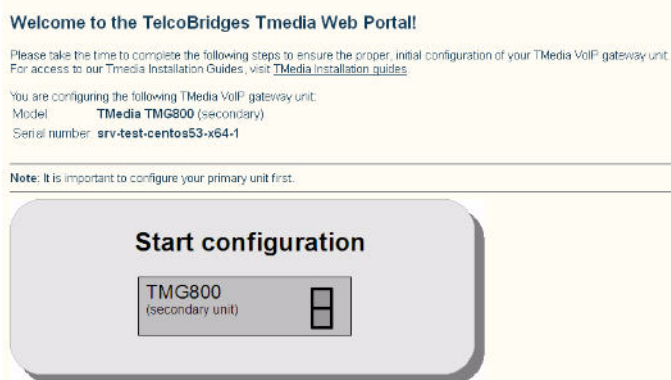 Welcome to the TelcoBridges Tmedia Web Portal!
Please take the time to complete the following steps to ensure the proper, initial configuration of your TMedia VoIP gateway unit.
For access to our Tmedia Installation Guides, visit TMedia Installation guides.
You are configuring the following TMedia VoIP gateway unit:
Model TMedia TMG800 (secondary)
Serial number srv-test-centos53-x64-1
Note: It is important to configure your primary unit first.
Start configuration
TMG800
(secondary unit)